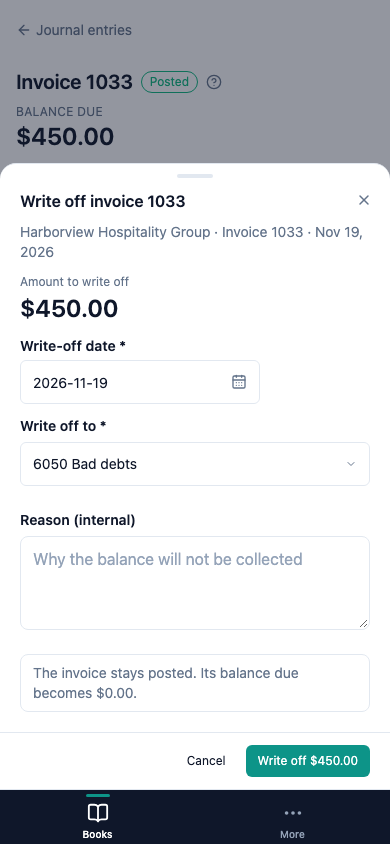 Journal entries
Invoice 1033 Posted
BALANCE DUE
$450.00
Write off invoice 1033
Harborview Hospitality Group · Invoice 1033 · Nov 19,
2026
Amount to write off
$450.00
Write-off date *
2026-11-19
Write off to *
6050 Bad debts
Reason (internal)
Why the balance will not be collected
The invoice stays posted. Its balance due
becomes $0.00.
Cancel Write off $450.00
Books More